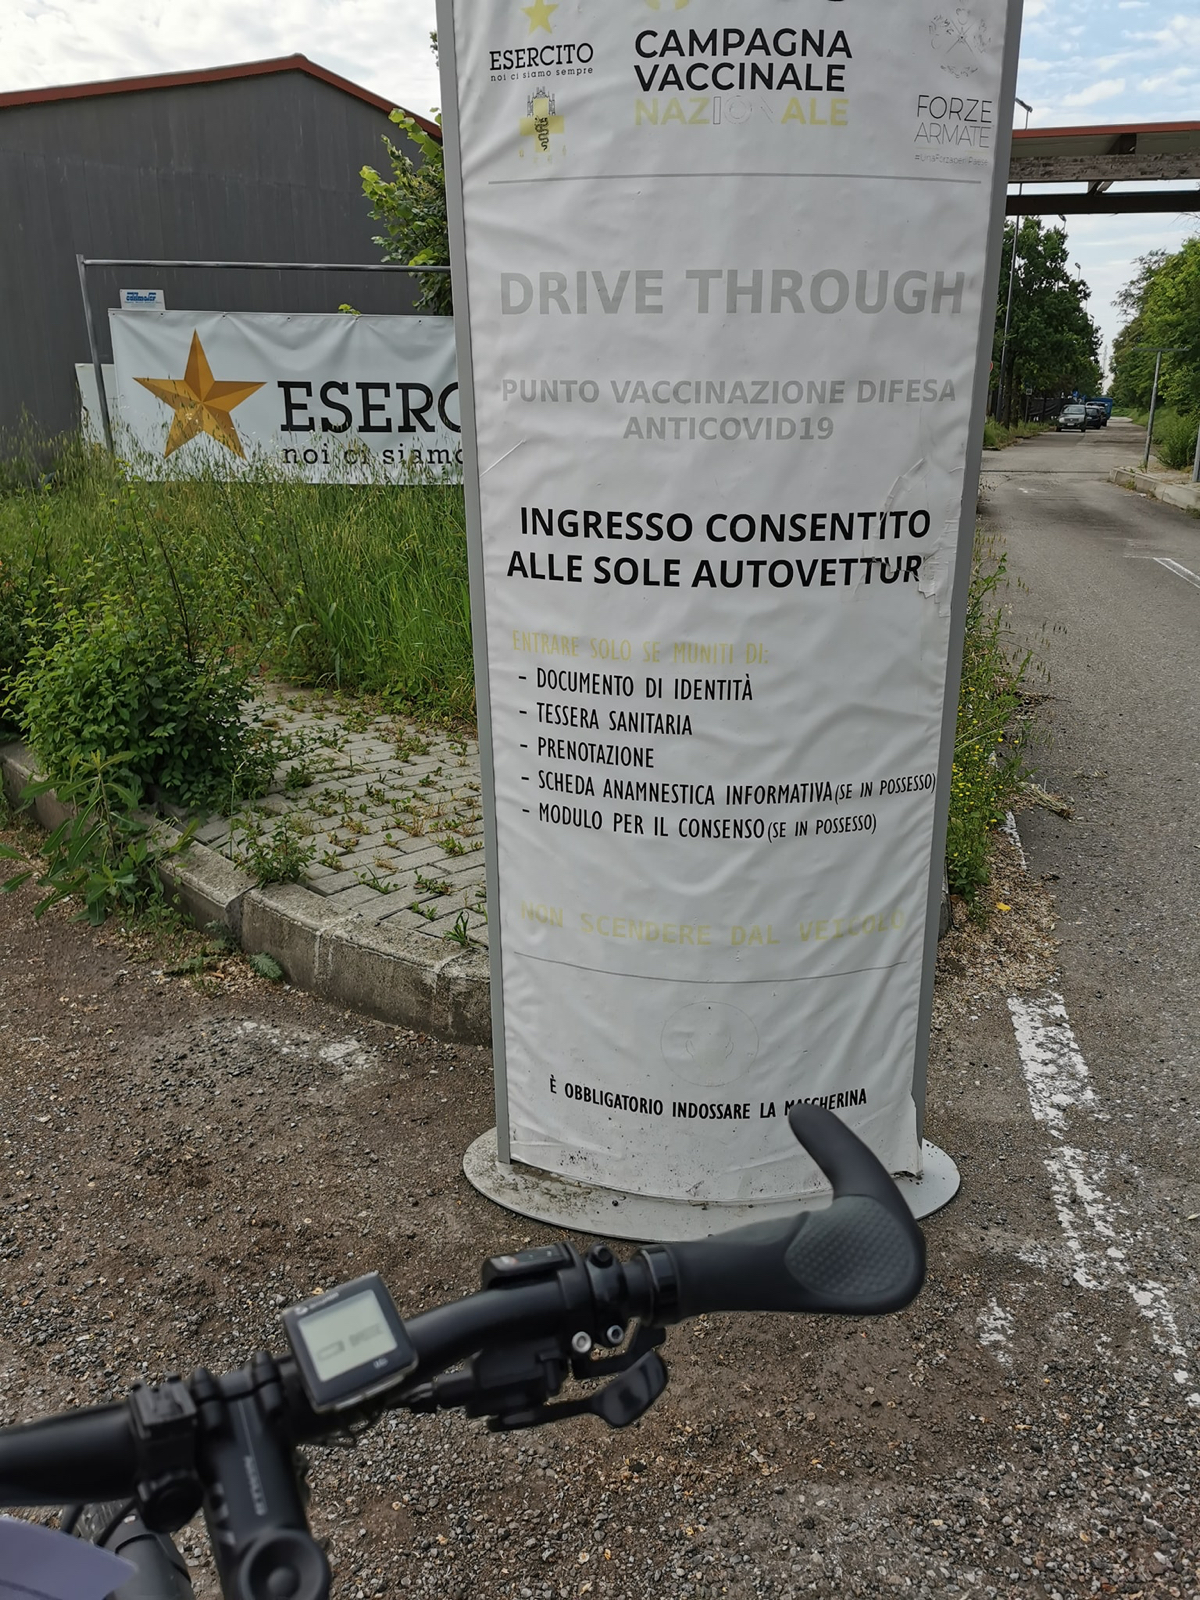 ESERCITO
noi ci siamo sempre
CAMPAGNA
VACCINALE
NAZIONALE
FORZE
ARMATE
#UnaForzaperilPaese
DRIVE THROUGH
PUNTO VACCINAZIONE DIFESA
ANTICOVID19
INGRESSO CONSENTITO
ALLE SOLE AUTOVETTUR
ENTRARE SOLO SE MUNITI DI:
- DOCUMENTO DI IDENTITÀ
- TESSERA SANITARIA
- PRENOTAZIONE
- SCHEDA ANAMNESTICA INFORMATIVA (SE IN POSSESSO)
- MODULO PER IL CONSENSO (SE IN POSSESSO)
NON SCENDERE DAL VEICOLO
È OBBLIGATORIO INDOSSARE LA MASCHERINA
edilnoleggi
ESERC
noi ci siamo